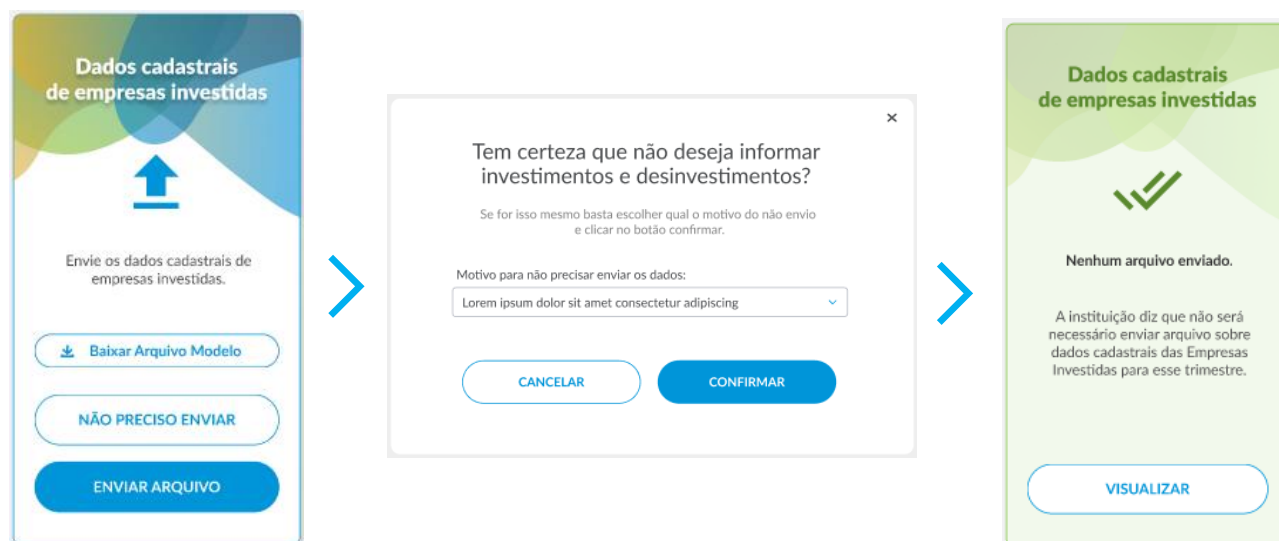 Dados cadastrais
de empresas investidas
Envie os dados cadastrais de
empresas investidas.
Baixar Arquivo Modelo
NÃO PRECISO ENVIAR
ENVIAR ARQUIVO
×
Tem certeza que não deseja informar
investimentos e desinvestimentos?
Se for isso mesmo basta escolher qual o motivo do não envio
e clicar no botão confirmar.
Motivo para não precisar enviar os dados:
Lorem ipsum dolor sit amet consectetur adipiscing
CANCELAR
CONFIRMAR
Dados cadastrais
de empresas investidas
Nenhum arquivo enviado.
A instituição diz que não será
necessário enviar arquivo sobre
dados cadastrais das Empresas
Investidas para esse trimestre.
VISUALIZAR